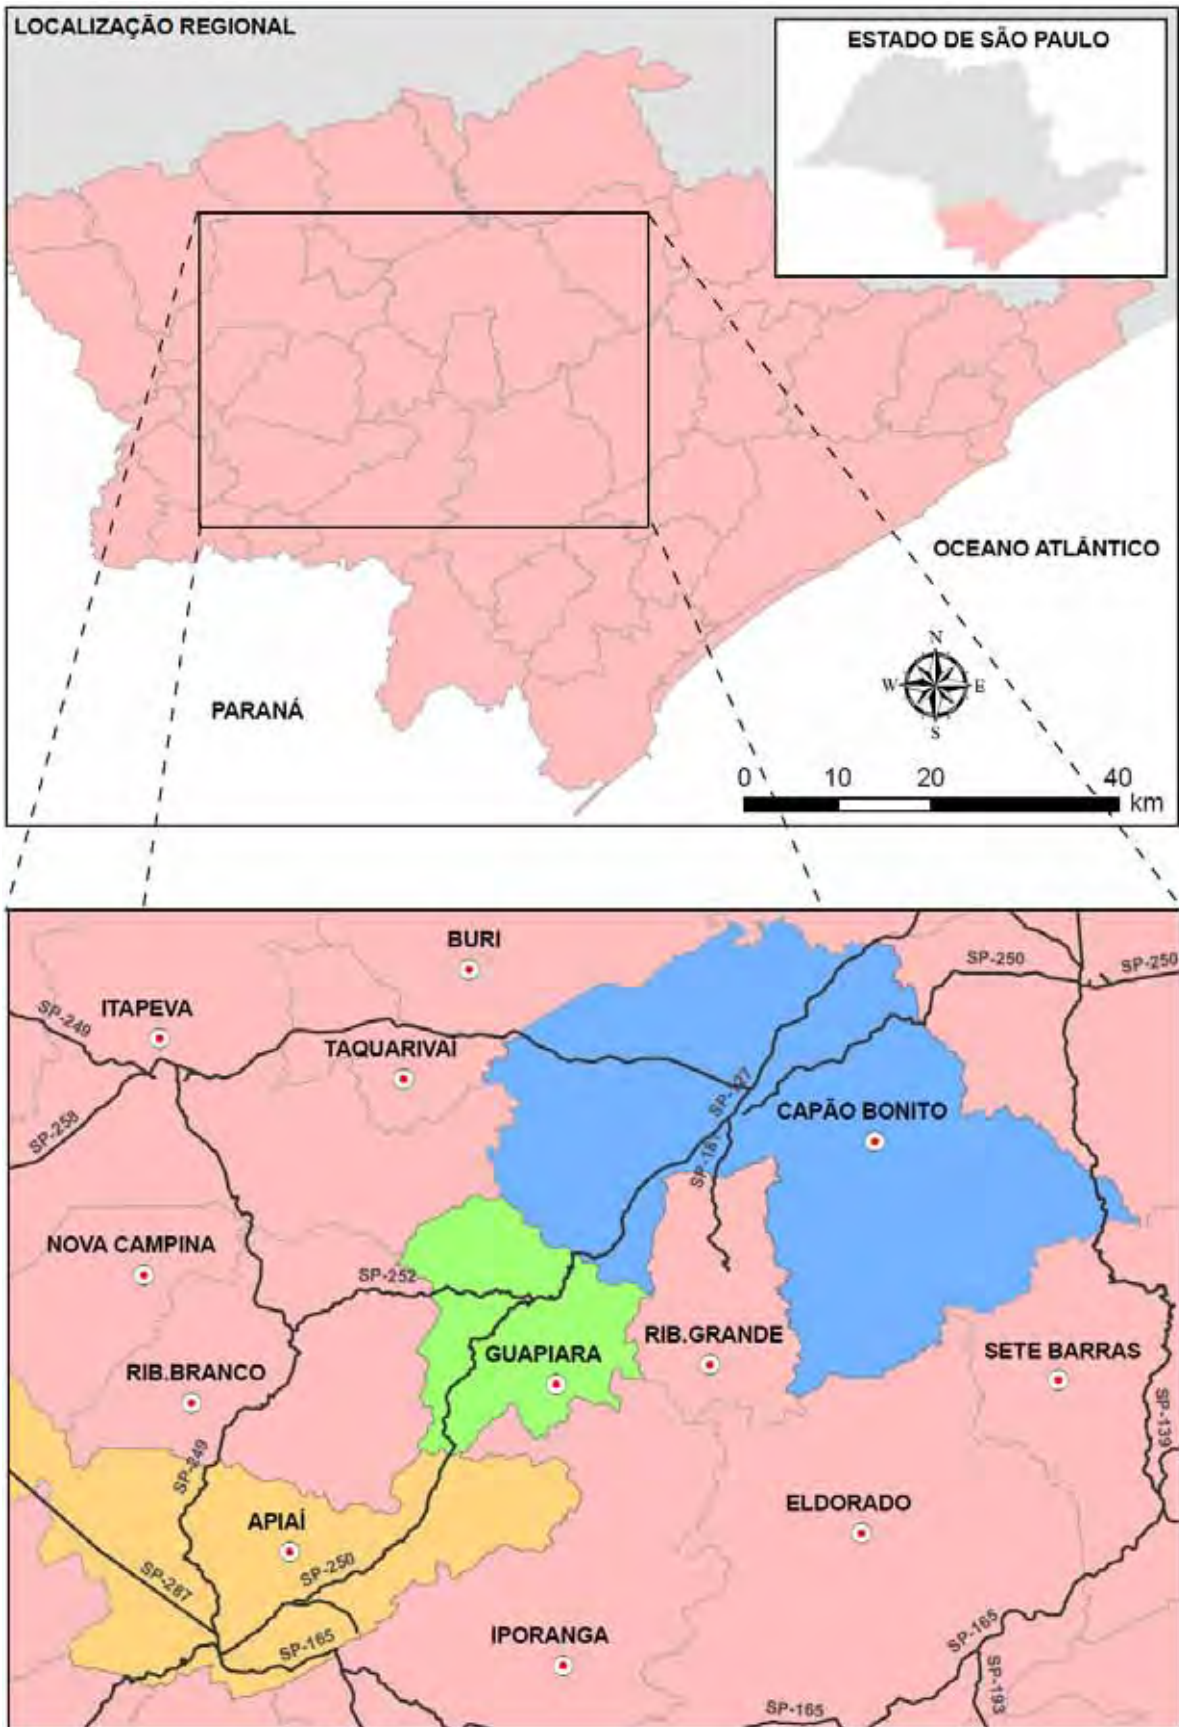 LOCALIZAÇÃO REGIONAL
ESTADO DE SÃO PAULO
OCEANO ATLÂNTICO
PARANÁ
N
W
E
S
0
10
20
40
km
BURI
SP-250
SP-250
ITAPEVA
SP-249
TAQUARIVAÍ
SP-127
CAPÃO BONITO
SP-258
SP-181
NOVA CAMPINA
SP-252
RIB.GRANDE
GUAPIARA
SETE BARRAS
RIB.BRANCO
SP-139
SP-249
ELDORADO
APIAÍ
SP-250
SP-287
IPORANGA
SP-165
SP-165
SP-193
SP-165